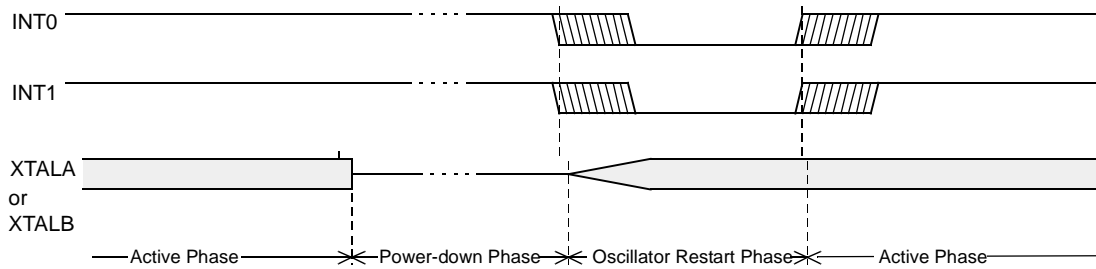 INT0
INT1
XTALA
or
XTALB
Active Phase
Power-down Phase
Oscillator Restart Phase
Active Phase